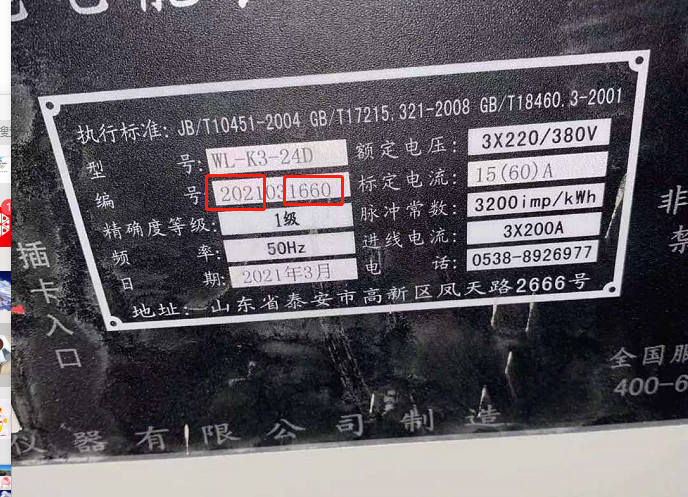 执行标准: JB/T10451-2004 GB/T17215.321-2008 GB/T18460.3-2001
型 号: WL-K3-24D 额定电压: 3X220/380V
编 号: 2021031660 标定电流: 15(60)A
精确度等级: 1级 脉冲常数: 3200imp/kWh
频 率: 50Hz 进线电流: 3X200A
日 期: 2021年3月 电 话: 0538-8926977
地址: 山东省泰安市高新区凤天路2666号
插卡入口
非
禁
全国服
400-6
仪器有限公司制造